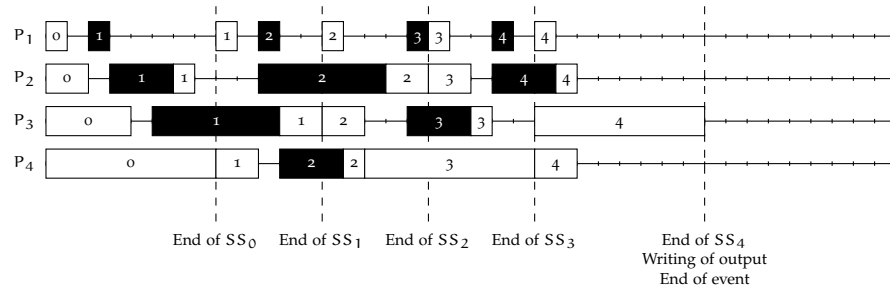 P1 0 1 1 2 2 3 3 4 4
P2 0 1 1 2 2 3 4 4
P3 0 1 1 2 3 3 4
P4 0 1 2 2 3 4
End of SS0 End of SS1 End of SS2 End of SS3 End of SS4
Writing of output
End of event